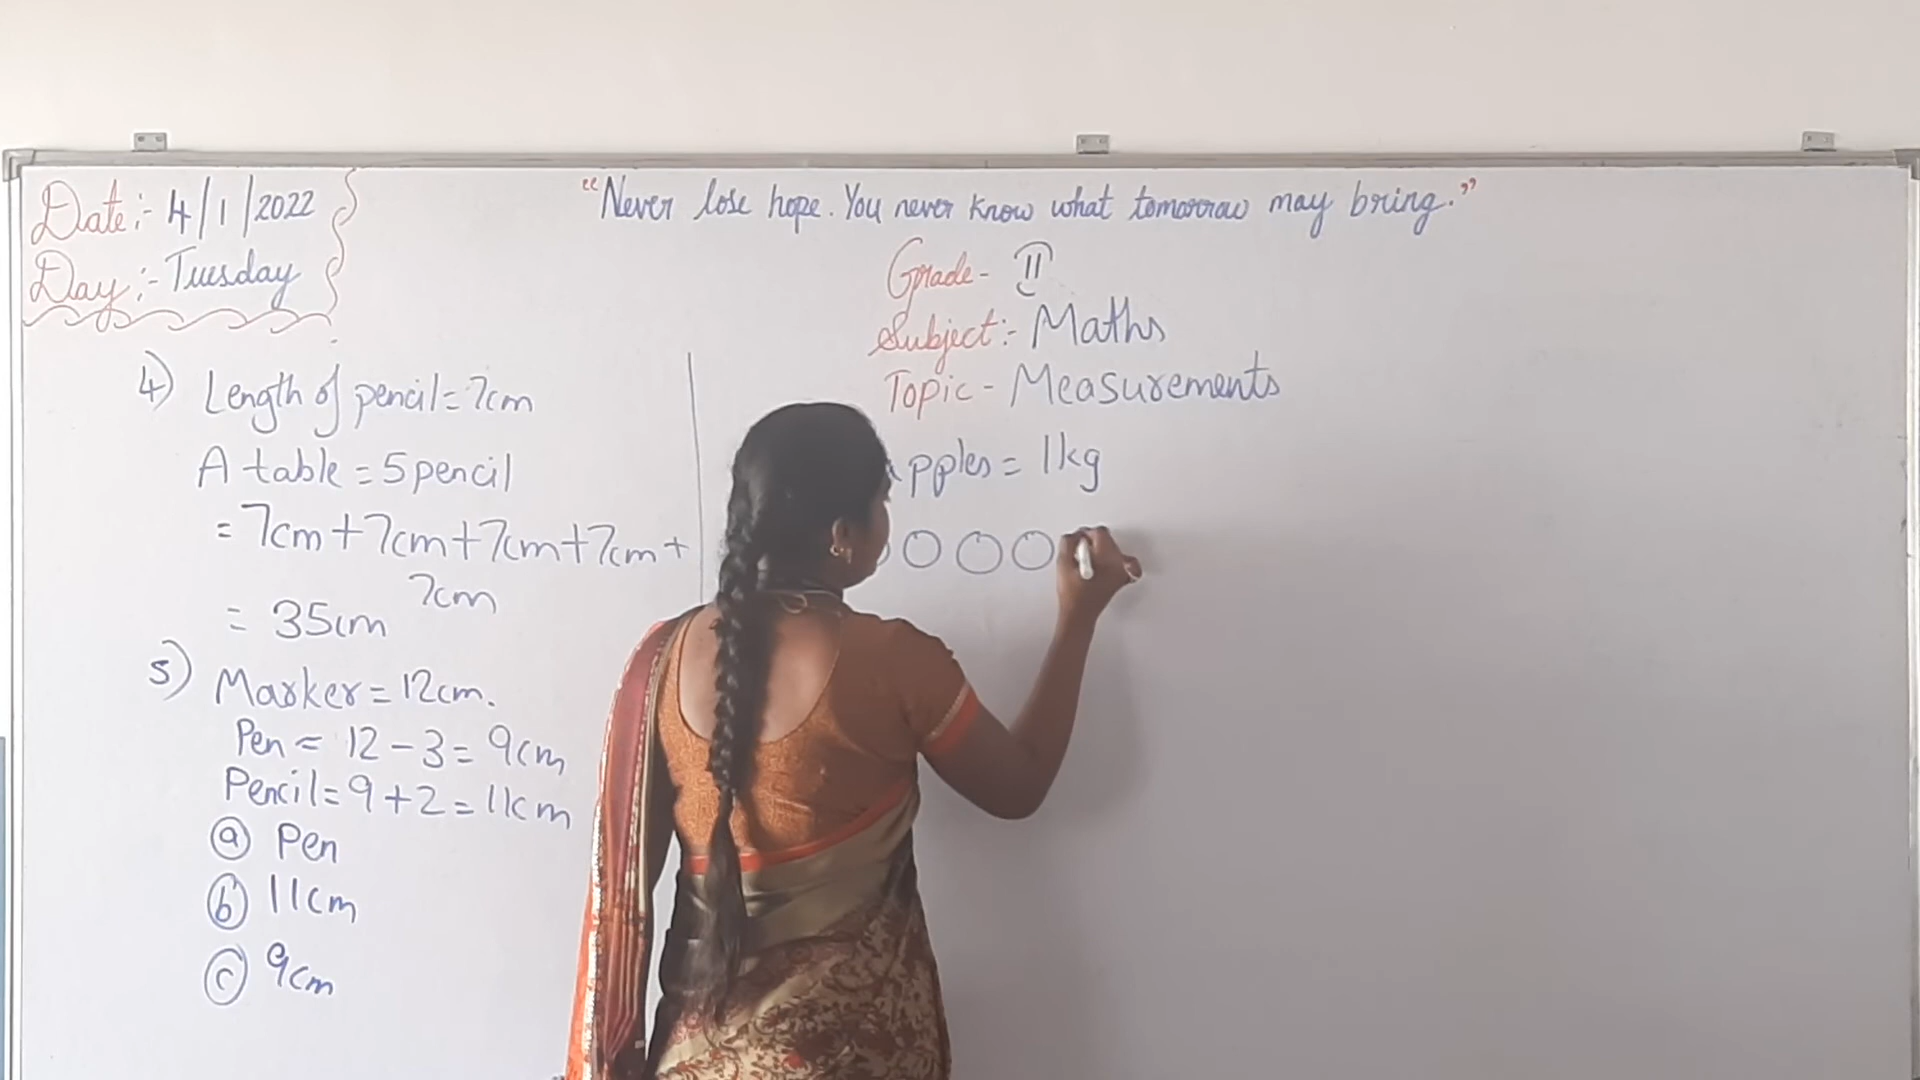 Date:- 4/1/2022
Day:- Tuesday
"Never lose hope. You never know what tomorrow may bring."
Grade- II
Subject:- Maths
Topic- Measurements
4) Length of pencil=7cm
A table = 5pencil
= 7cm+7cm+7cm+7cm+
7cm
= 35cm
5) Marker = 12cm.
Pen = 12-3=9cm
Pencil=9+2=11cm
(a) Pen
(b) 11cm
(c) 9cm
apples = 1kg